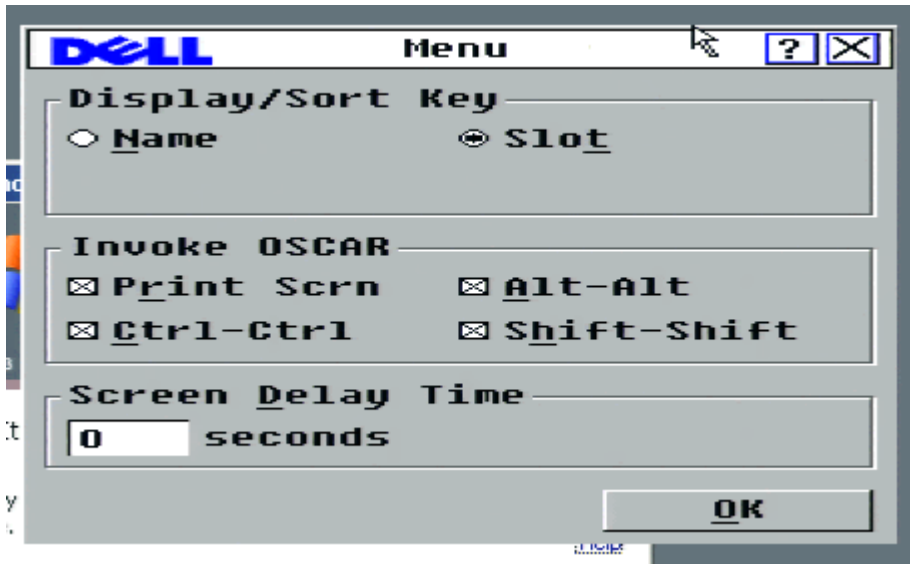 DELL Menu ?
Display/Sort Key
Name Slot
Invoke OSCAR
Print Scrn Alt-Alt
Ctrl-Ctrl Shift-Shift
Screen Delay Time
0 seconds
OK